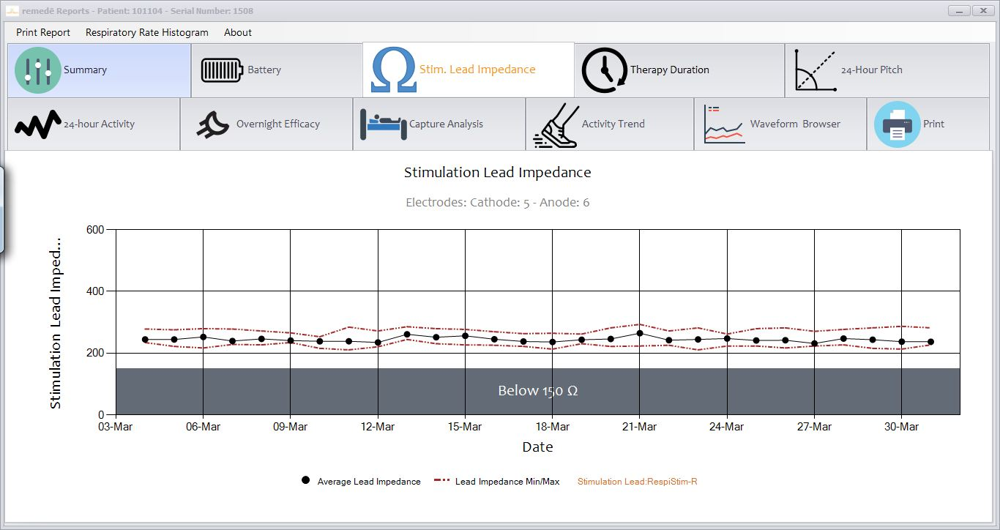 remedē Reports - Patient: 101104 - Serial Number: 1508
Print Report Respiratory Rate Histogram About
Summary Battery Stim. Lead Impedance Therapy Duration 24-Hour Pitch
24-hour Activity Overnight Efficacy Capture Analysis Activity Trend Waveform Browser Print
Stimulation Lead Impedance
Electrodes: Cathode: 5 - Anode: 6
Stimulation Lead Imped...
600
400
200
0
Below 150 Ω
03-Mar 06-Mar 09-Mar 12-Mar 15-Mar 18-Mar 21-Mar 24-Mar 27-Mar 30-Mar
Date
Average Lead Impedance Lead Impedance Min/Max Stimulation Lead:RespiStim-R